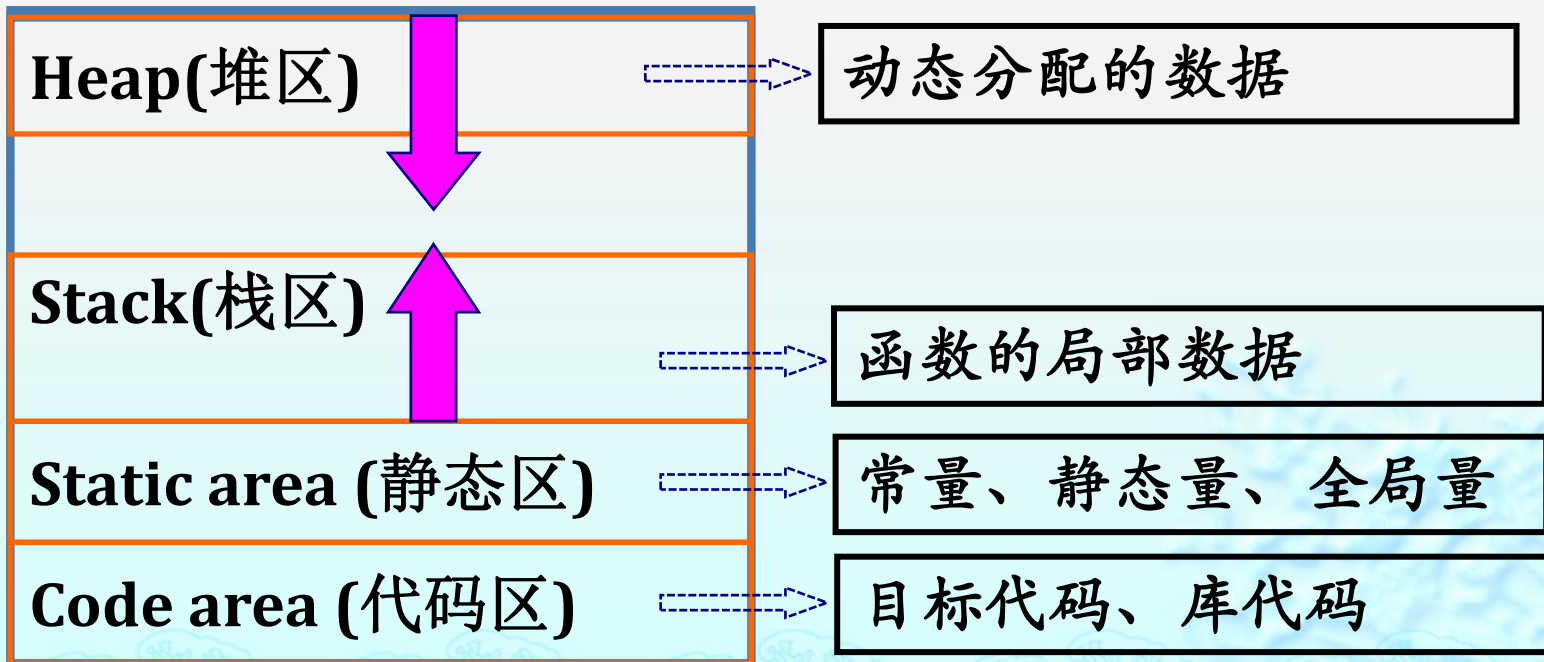 Heap(堆区)
动态分配的数据
Stack(栈区)
函数的局部数据
Static area (静态区)
常量、静态量、全局量
Code area (代码区)
目标代码、库代码